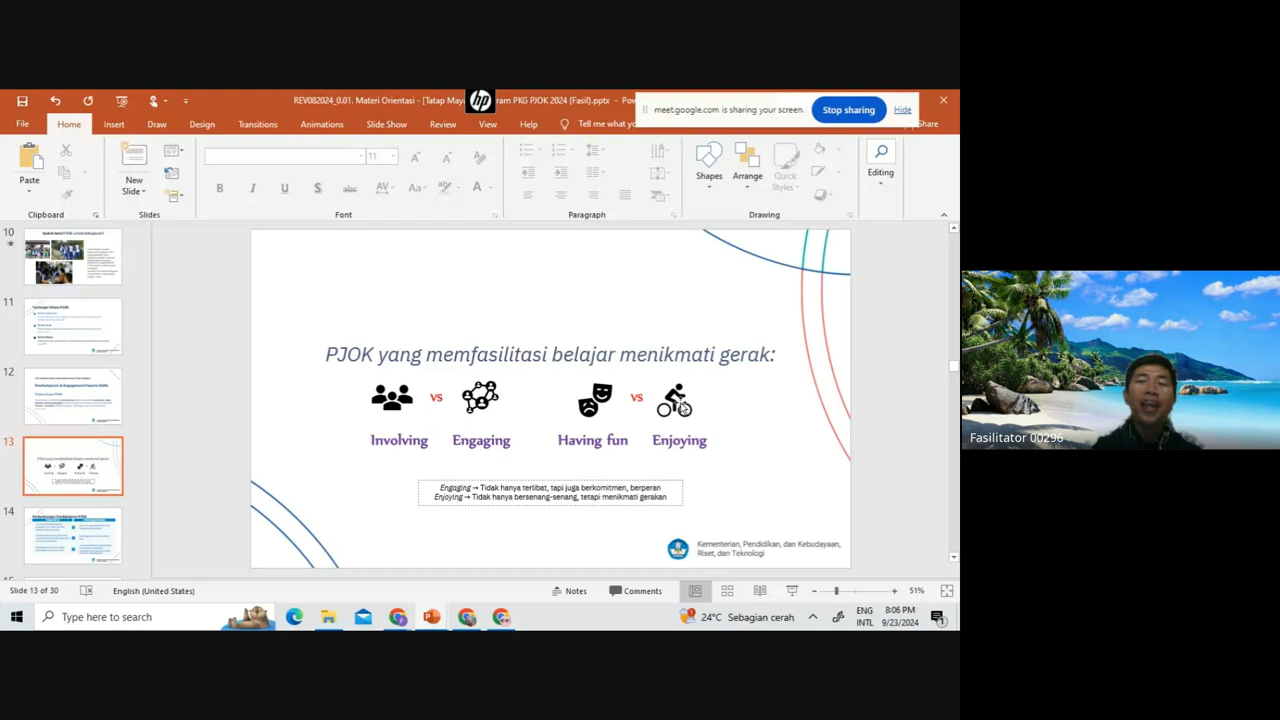 REV082024_0.01. Materi Orientasi - [Tatap May
ram PKG PJOK 2024 (Fasil).pptx - Pow
hp
meet.google.com is sharing your screen.
Stop sharing
Hide
File
Home
Insert
Draw
Design
Transitions
Animations
Slide Show
Review
View
Help
Tell me what yo
Share
11
Paste
New
Slide
Shapes
Arrange
Quick
Styles
Editing
Clipboard
Slides
Font
Paragraph
Drawing
10
11
12
13
14
PJOK yang memfasilitasi belajar menikmati gerak:
vs
vs
Involving
Engaging
Having fun
Enjoying
Engaging → Tidak hanya terlibat, tapi juga berkomitmen, berperan
Enjoying → Tidak hanya bersenang-senang, tetapi menikmati gerakan
Kementerian, Pendidikan, dan Kebudayaan,
Riset, dan Teknologi
Fasilitator 00296
Slide 13 of 30
English (United States)
Notes
Comments
51%
Type here to search
24°C Sebagian cerah
ENG
INTL
8:06 PM
9/23/2024